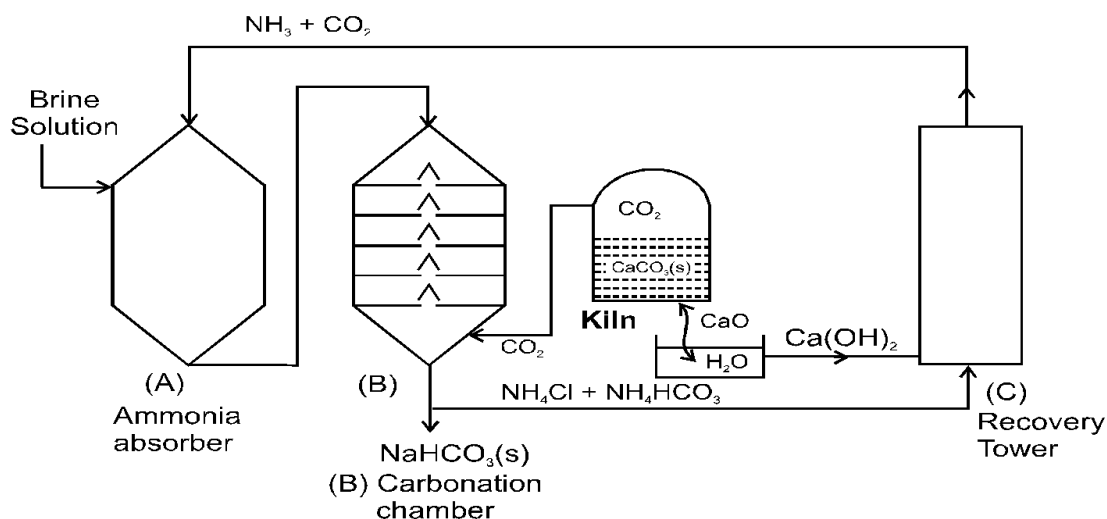 NH₃ + CO₂
Brine
Solution
CO₂
CaCO₃(s)
Kiln
CaO
CO₂
H₂O
Ca(OH)₂
(A)
Ammonia
absorber
(B)
NH₄Cl + NH₄HCO₃
(C)
Recovery
Tower
NaHCO₃(s)
(B) Carbonation
chamber